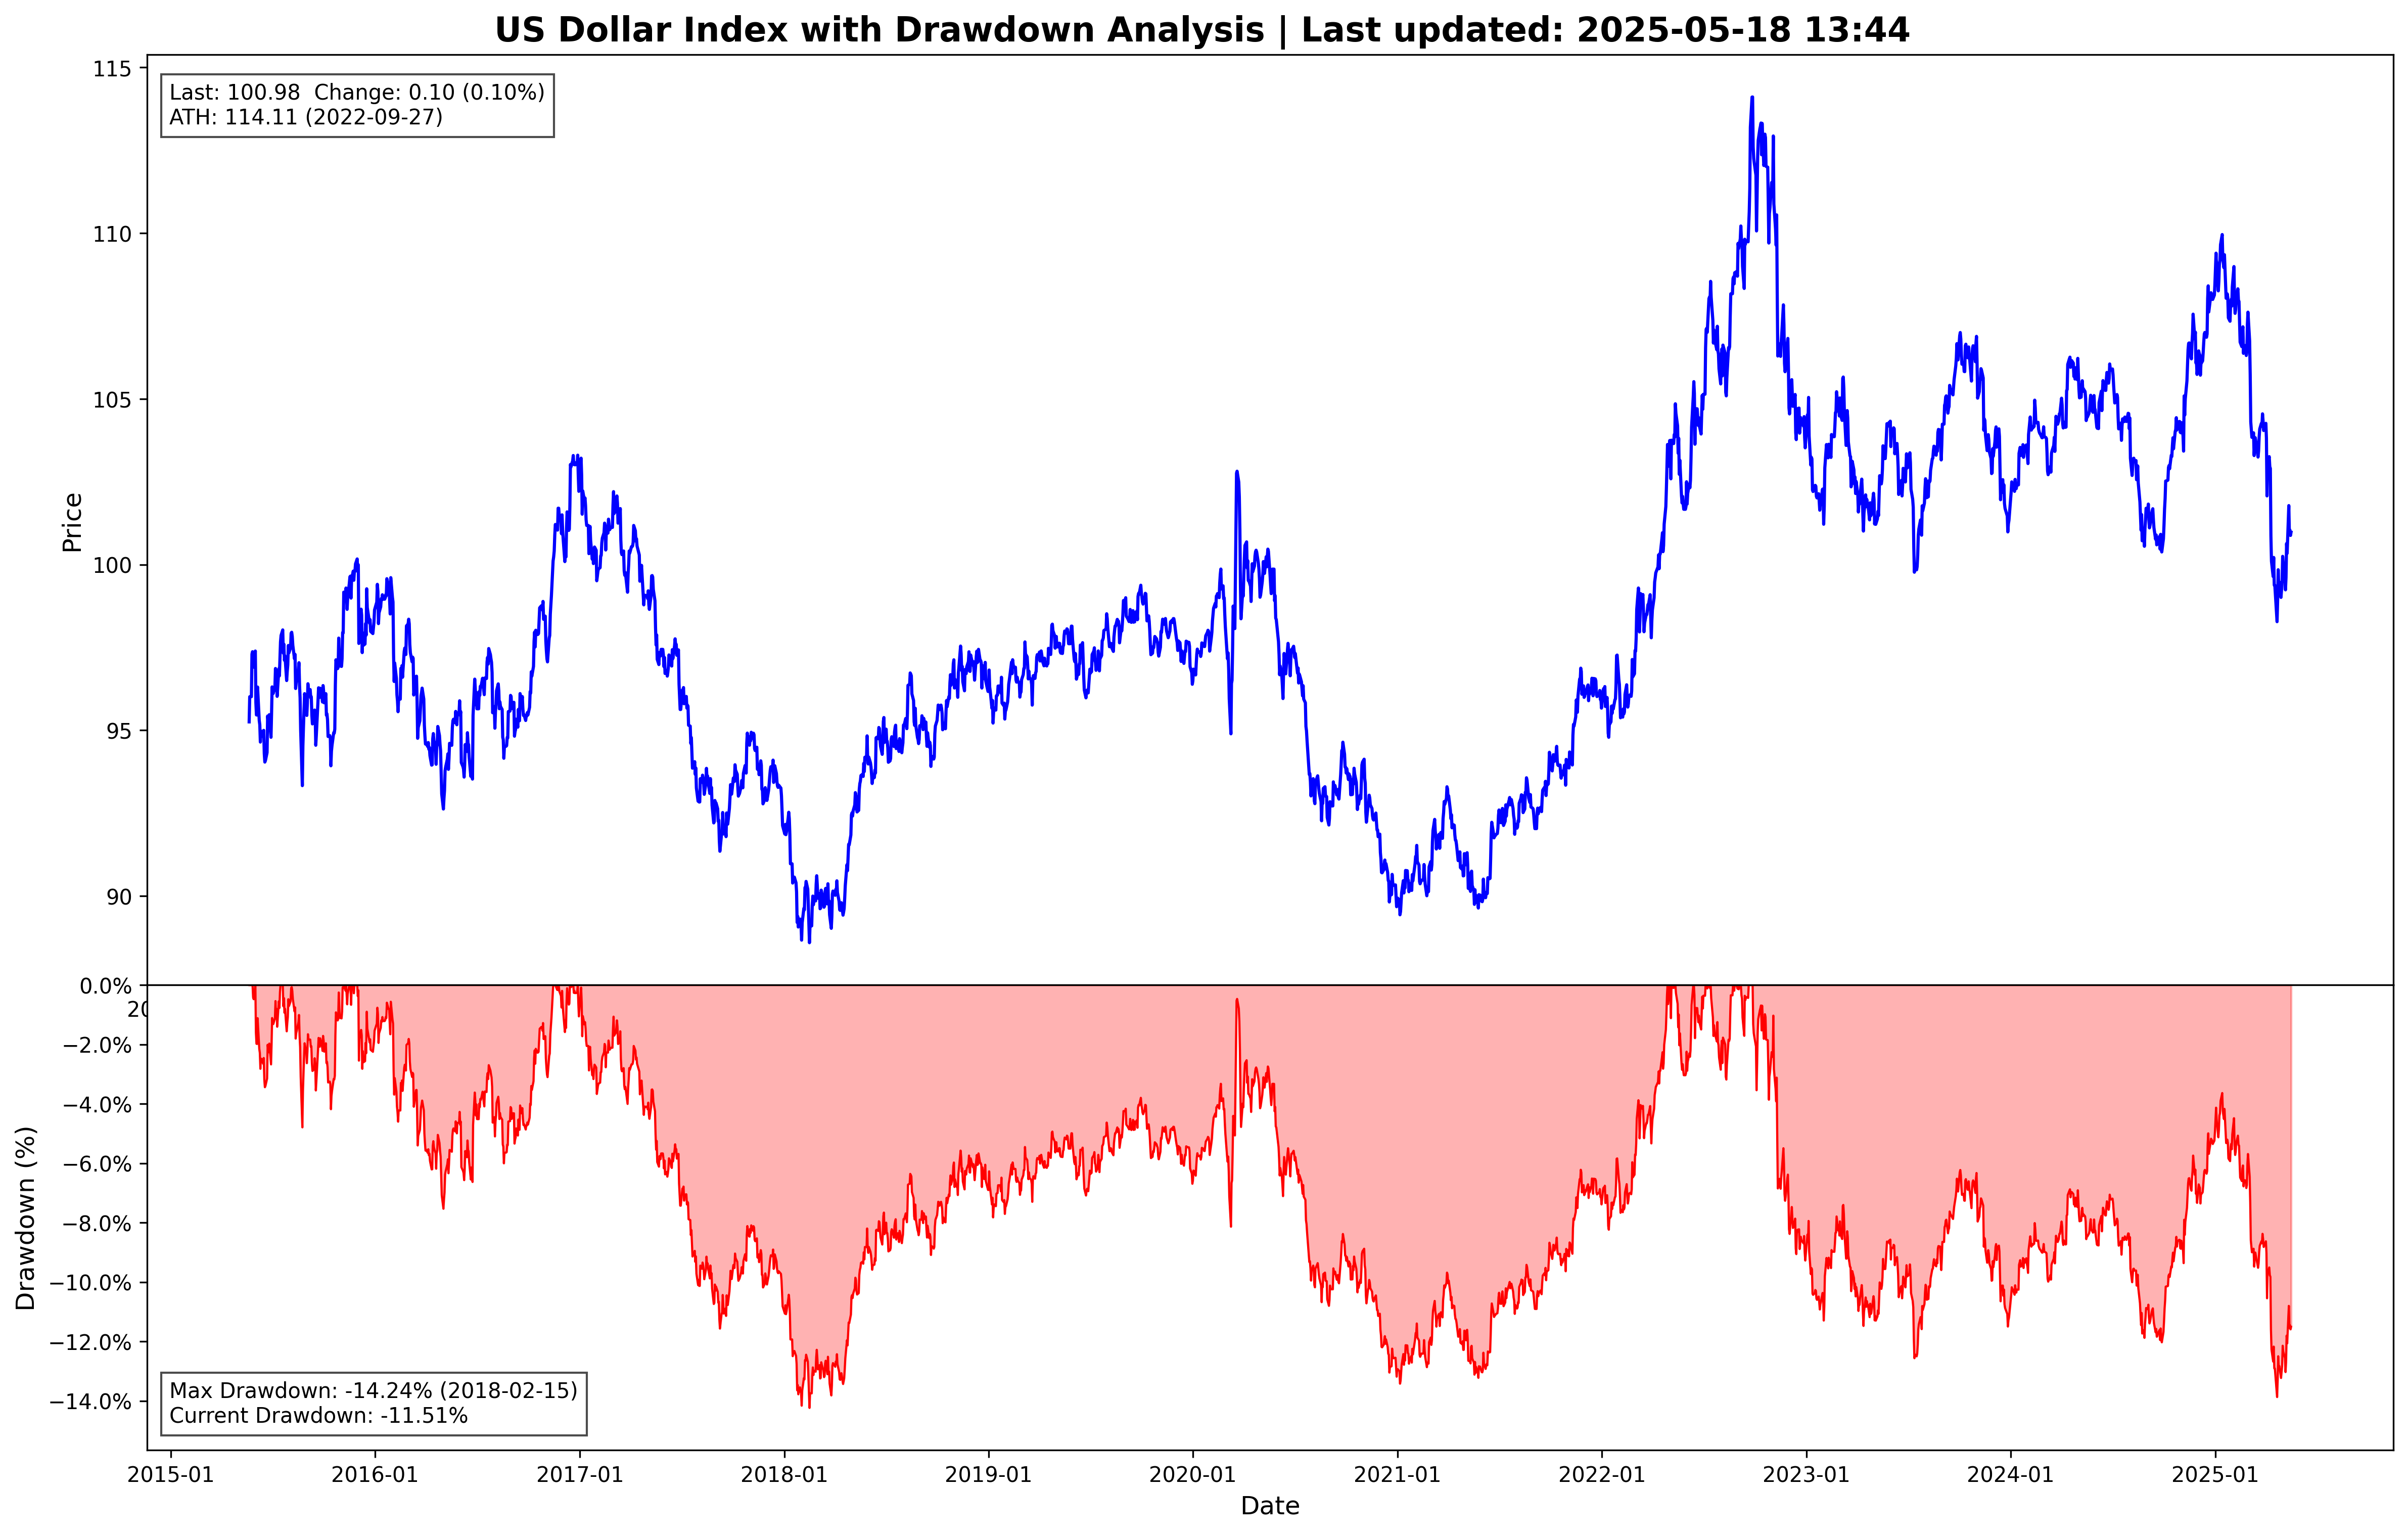 US Dollar Index with Drawdown Analysis | Last updated: 2025-05-18 13:44
Last: 100.98  Change: 0.10 (0.10%)
ATH: 114.11 (2022-09-27)
Price
115
110
105
100
95
90
20
Drawdown (%)
0.0%
−2.0%
−4.0%
−6.0%
−8.0%
−10.0%
−12.0%
−14.0%
Max Drawdown: -14.24% (2018-02-15)
Current Drawdown: -11.51%
2015-01 2016-01 2017-01 2018-01 2019-01 2020-01 2021-01 2022-01 2023-01 2024-01 2025-01
Date